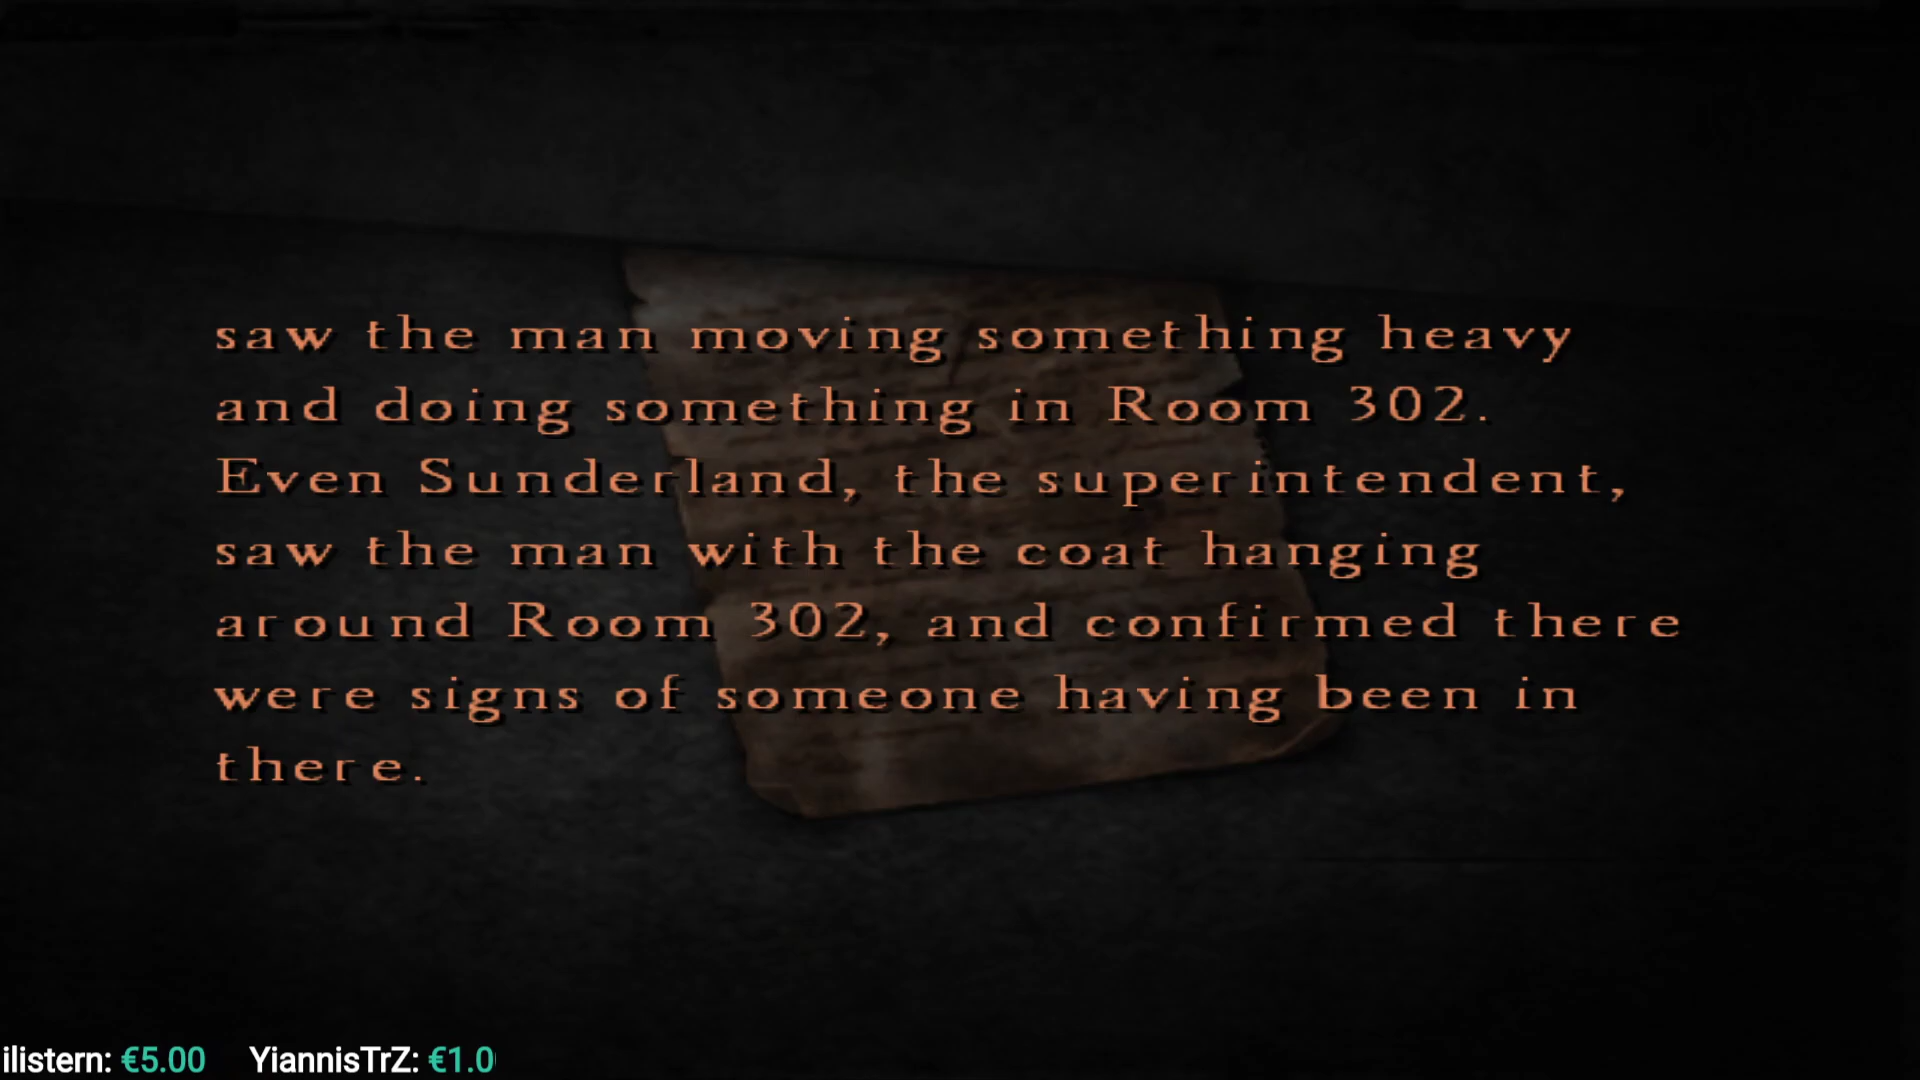 saw the man moving something heavy
and doing something in Room 302.
Even Sunderland, the superintendent,
saw the man with the coat hanging
around Room 302, and confirmed there
were signs of someone having been in
there.
ilistern: €5.00 YiannisTrZ: €1.0